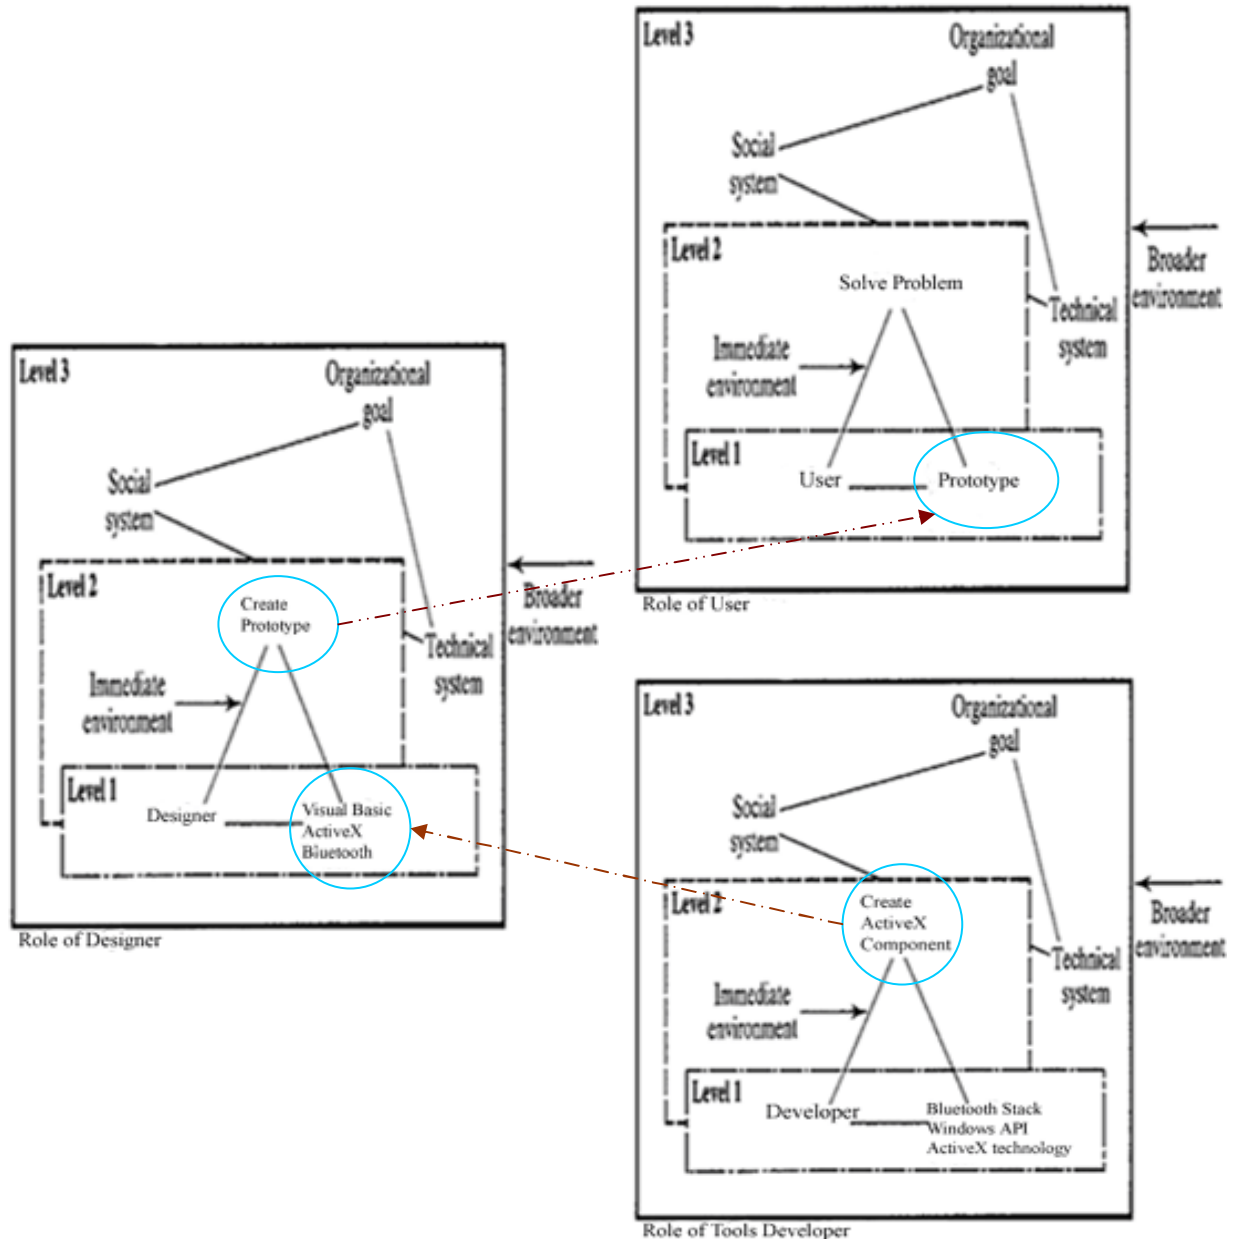 Level 3
Organizational
goal
Social
system
Level 2
Solve Problem
Immediate
environment
Level 1
User
Prototype
Technical
system
Broader
environment
Role of User
Level 3
Organizational
goal
Social
system
Level 2
Create
Prototype
Immediate
environment
Level 1
Designer
Visual Basic
ActiveX
Bluetooth
Technical
system
Broader
environment
Role of Designer
Level 3
Organizational
goal
Social
system
Level 2
Create
ActiveX
Component
Immediate
environment
Level 1
Developer
Bluetooth Stack
Windows API
ActiveX technology
Technical
system
Broader
environment
Role of Tools Developer